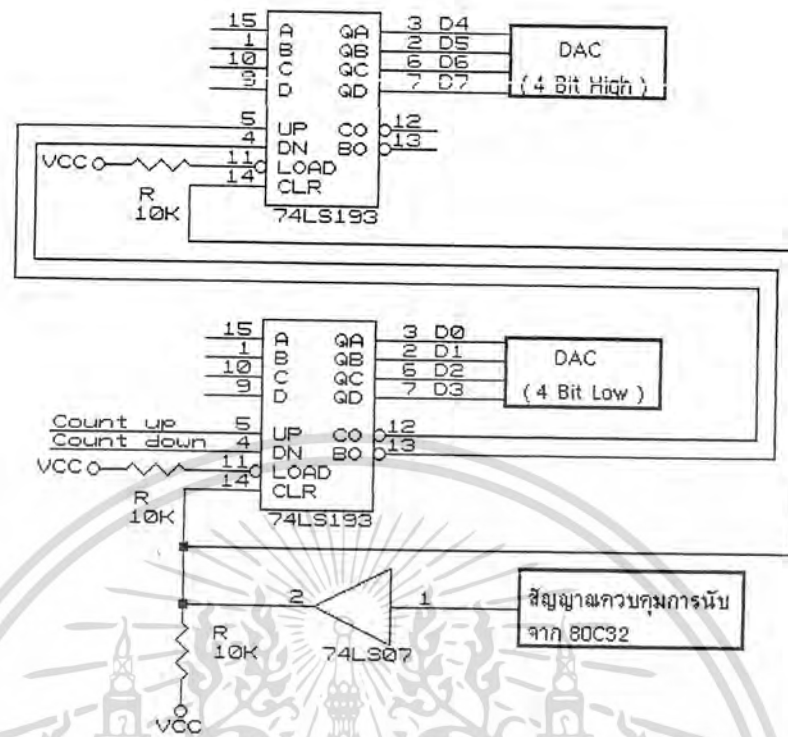 15 A QA 3 D4
1 B QB 2 D5
10 C QC 6 D6
9 D QD 7 D7
DAC
( 4 Bit High )
5 UP CO 12
4 DN BO 13
VCC 11 LOAD
14 CLR
R
10K
74LS193
15 A QA 3 D0
1 B QB 2 D1
10 C QC 6 D2
9 D QD 7 D3
DAC
( 4 Bit Low )
Count up 5 UP CO 12
Count down 4 DN BO 13
VCC 11 LOAD
14 CLR
R
10K
74LS193
2 1
74LS07
สัญญาณควบคุมการนับ
จาก 80C32
R
10K
VCC